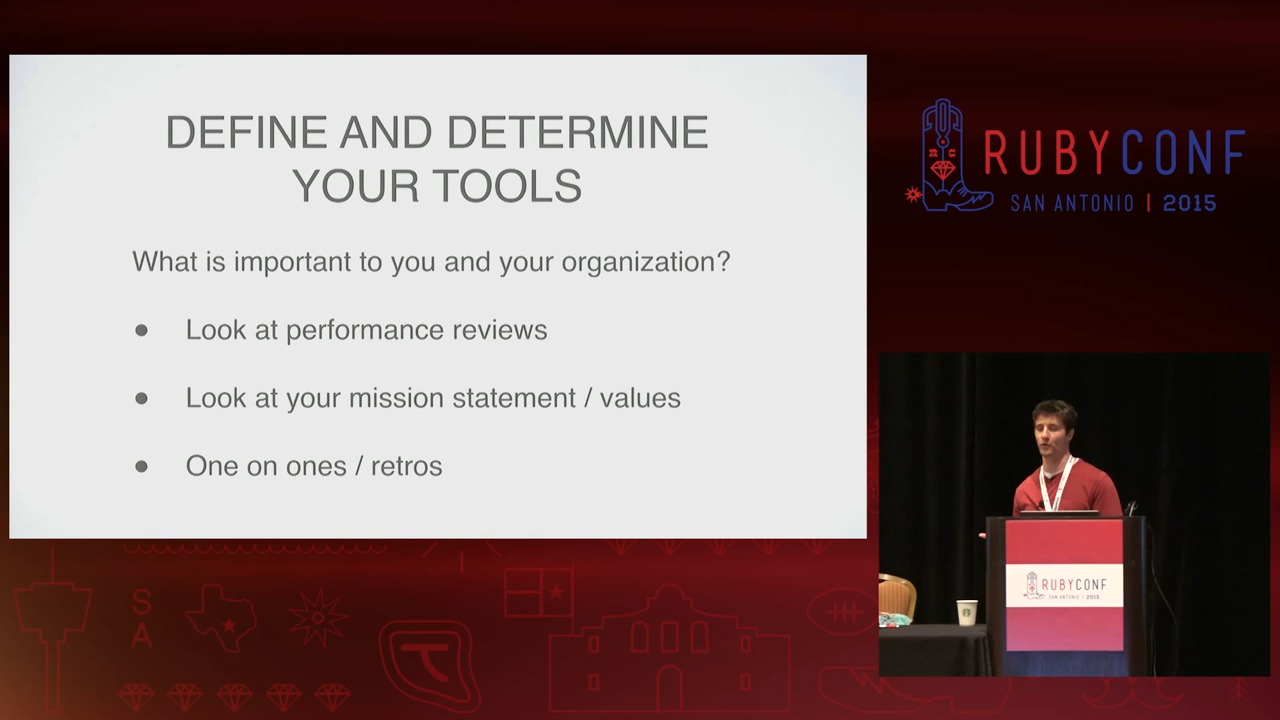 DEFINE AND DETERMINE
YOUR TOOLS
What is important to you and your organization?
● Look at performance reviews
● Look at your mission statement / values
● One on ones / retros
RUBYCONF
SAN ANTONIO | 2015
RUBYCONF
SAN ANTONIO | 2015
S
A